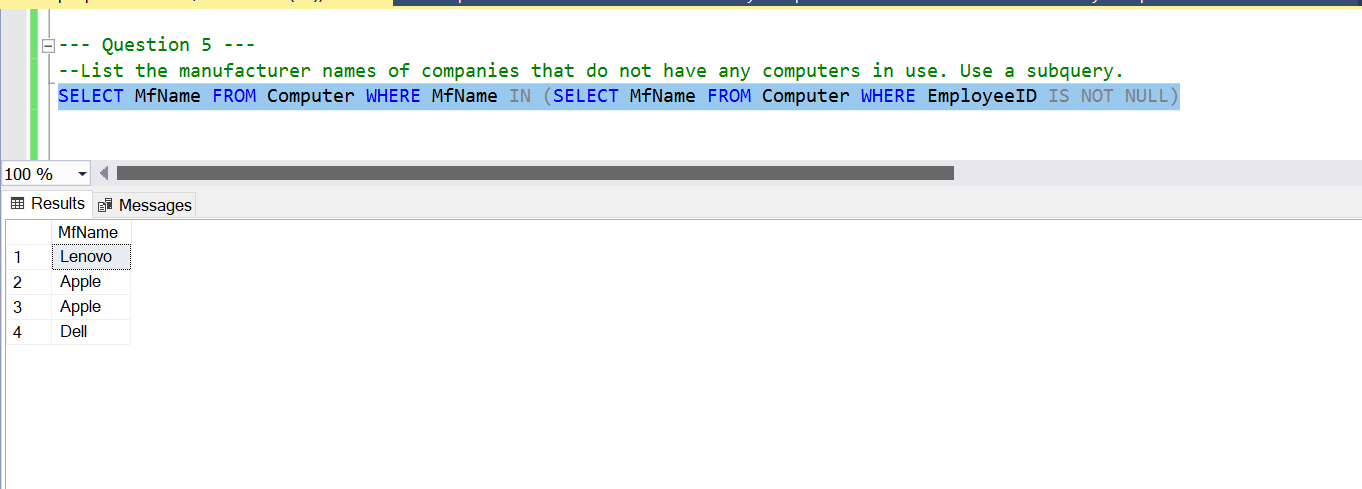 --- Question 5 ---
--List the manufacturer names of companies that do not have any computers in use. Use a subquery.
SELECT MfName FROM Computer WHERE MfName IN (SELECT MfName FROM Computer WHERE EmployeeID IS NOT NULL)
100 %
Results Messages
MfName
1 Lenovo
2 Apple
3 Apple
4 Dell